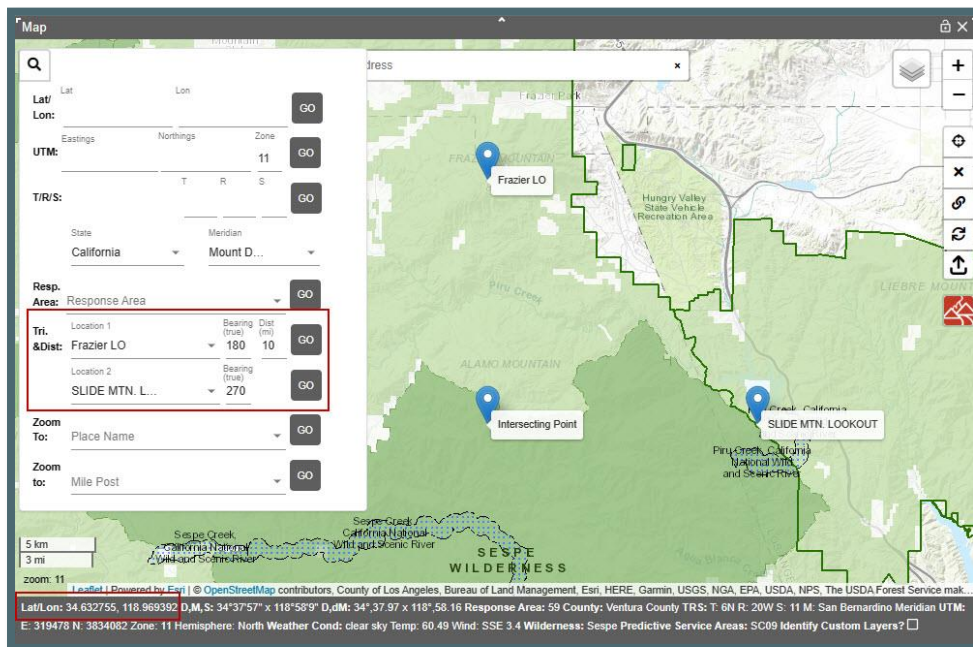 Map
dress
×
Lat/
Lon:
Lat
Lon
GO
UTM:
Eastings
Northings
Zone
11
GO
T/R/S:
T
R
S
GO
State
California
Meridian
Mount D...
Resp.
Area:
Response Area
GO
Tri.
&Dist:
Location 1
Frazier LO
Bearing
(true)
180
Dist
(mi)
10
GO
Location 2
SLIDE MTN. L...
Bearing
(true)
270
GO
Zoom
To:
Place Name
GO
Zoom
to:
Mile Post
GO
Frazier Park
Frazier LO
Hungry Valley
State Vehicle
Recreation Area
LIEBRE MOUNT
Piru Creek
ALAMO MOUNTAIN
Intersecting Point
SLIDE MTN. LOOKOUT
Piru Creek, California
National Wild
and Scenic River
Sespe Creek,
California National
Wild and Scenic River
Sespe Creek,
California National
Wild and Scenic River
SESPE
WILDERNESS
5 km
3 mi
zoom: 11
Leaflet | Powered by Esri | © OpenStreetMap contributors, County of Los Angeles, Bureau of Land Management, Esri, HERE, Garmin, USGS, NGA, EPA, USDA, NPS, The USDA Forest Service mak...
Lat/Lon: 34.632755, 118.969392 D,M,S: 34°37'57" x 118°58'9" D,dM: 34°,37.97 x 118°,58.16 Response Area: 59 County: Ventura County TRS: T: 6N R: 20W S: 11 M: San Bernardino Meridian UTM:
E: 319478 N: 3834082 Zone: 11 Hemisphere: North Weather Cond: clear sky Temp: 60.49 Wind: SSE 3.4 Wilderness: Sespe Predictive Service Areas: SC09 Identify Custom Layers?